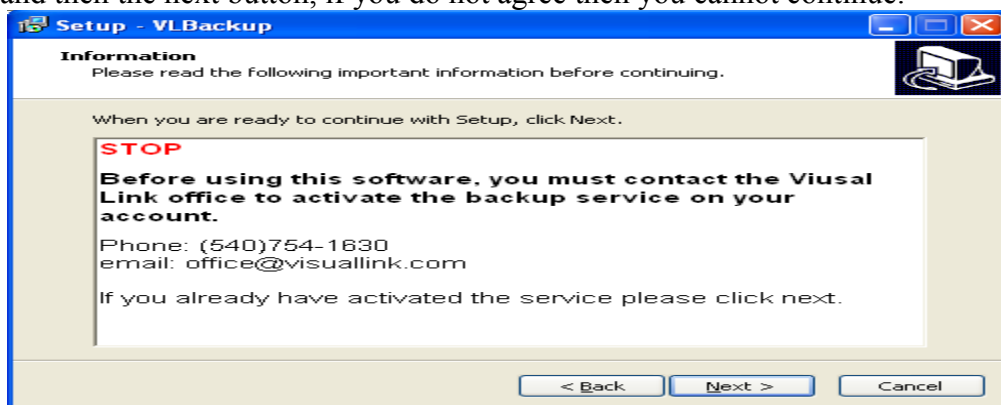 and then the next button, if you do not agree then you cannot continue.
Setup - VLBackup
Information
Please read the following important information before continuing.
When you are ready to continue with Setup, click Next.
STOP
Before using this software, you must contact the Viusal
Link office to activate the backup service on your
account.
Phone: (540)754-1630
email: office@visuallink.com
If you already have activated the service please click next.
< Back
Next >
Cancel